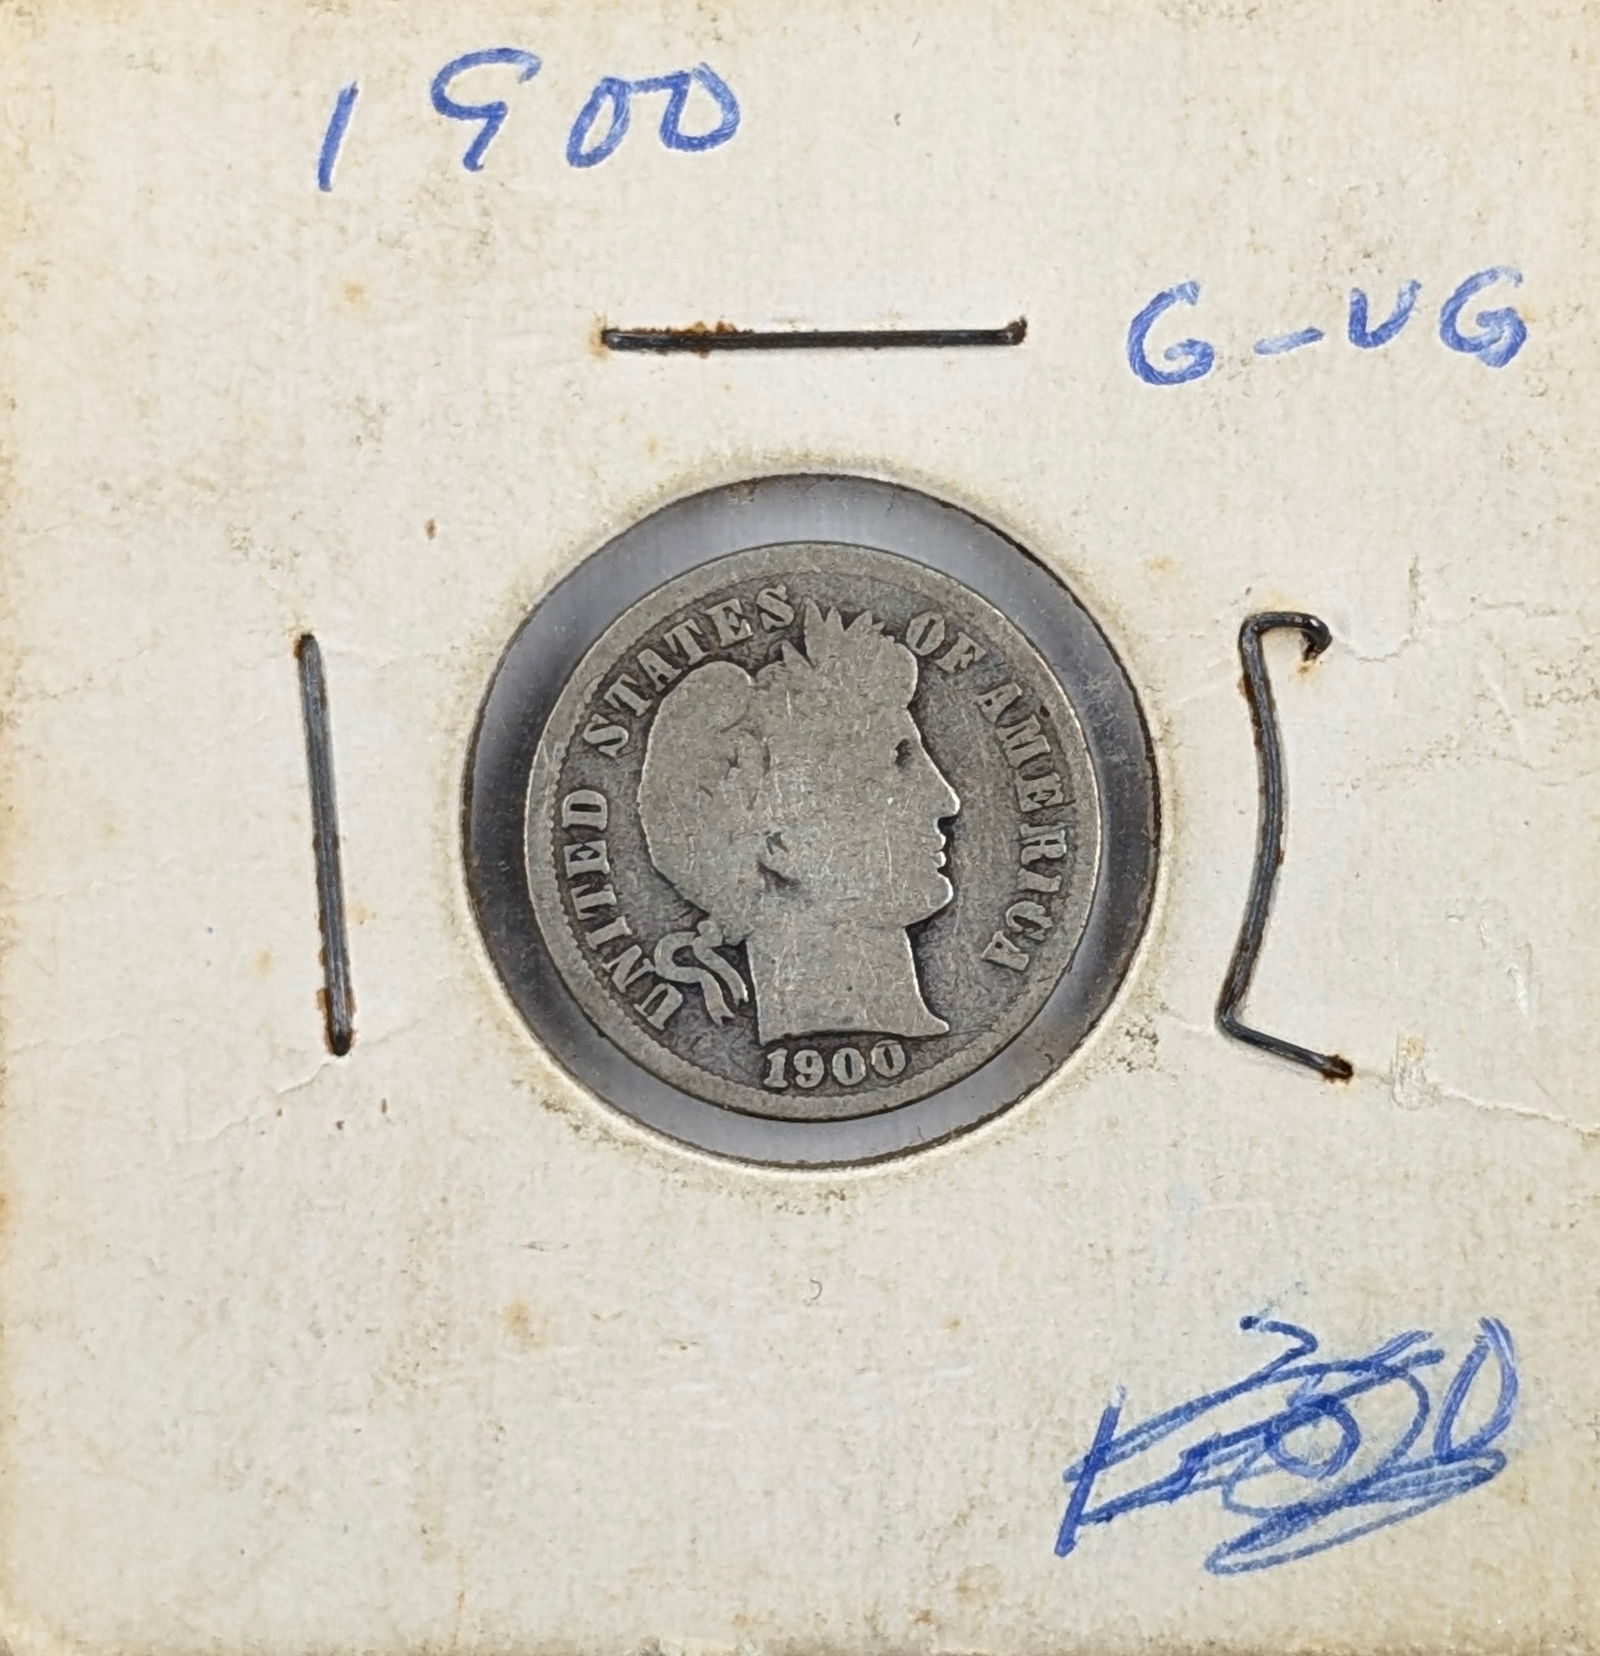 1900
G-VG
UNITED STATES OF AMERICA
1900